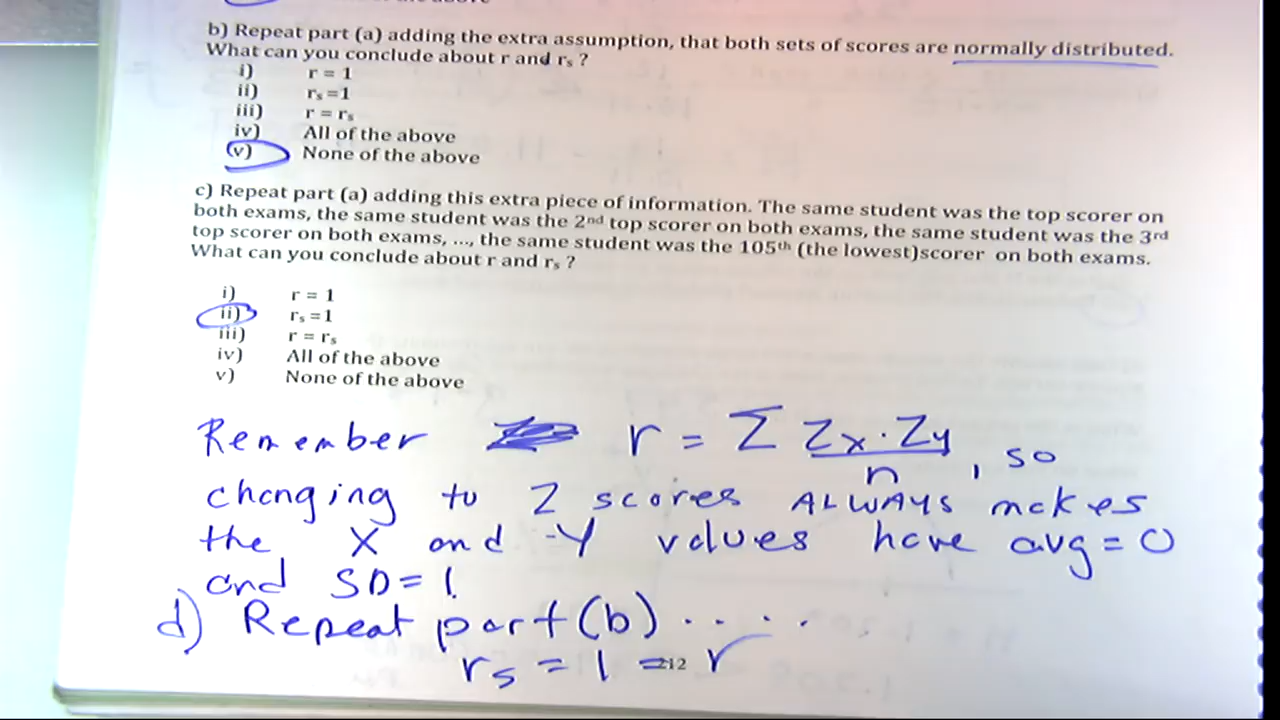 the above
b) Repeat part (a) adding the extra assumption, that both sets of scores are normally distributed.
What can you conclude about r and rs ?
i) r = 1
ii) rs =1
iii) r = rs
iv) All of the above
(v) None of the above
c) Repeat part (a) adding this extra piece of information. The same student was the top scorer on
both exams, the same student was the 2nd top scorer on both exams, the same student was the 3rd
top scorer on both exams, ..., the same student was the 105th (the lowest)scorer on both exams.
What can you conclude about r and rs ?
i) r = 1
ii) rs =1
iii) r = rs
iv) All of the above
v) None of the above
Remember r = Σ Zx · Zy / n , so
changing to Z scores ALWAYS makes
the X and Y values have avg = 0
and SD = 1.
d) Repeat part (b) . . . .
rs = 1 = r
212